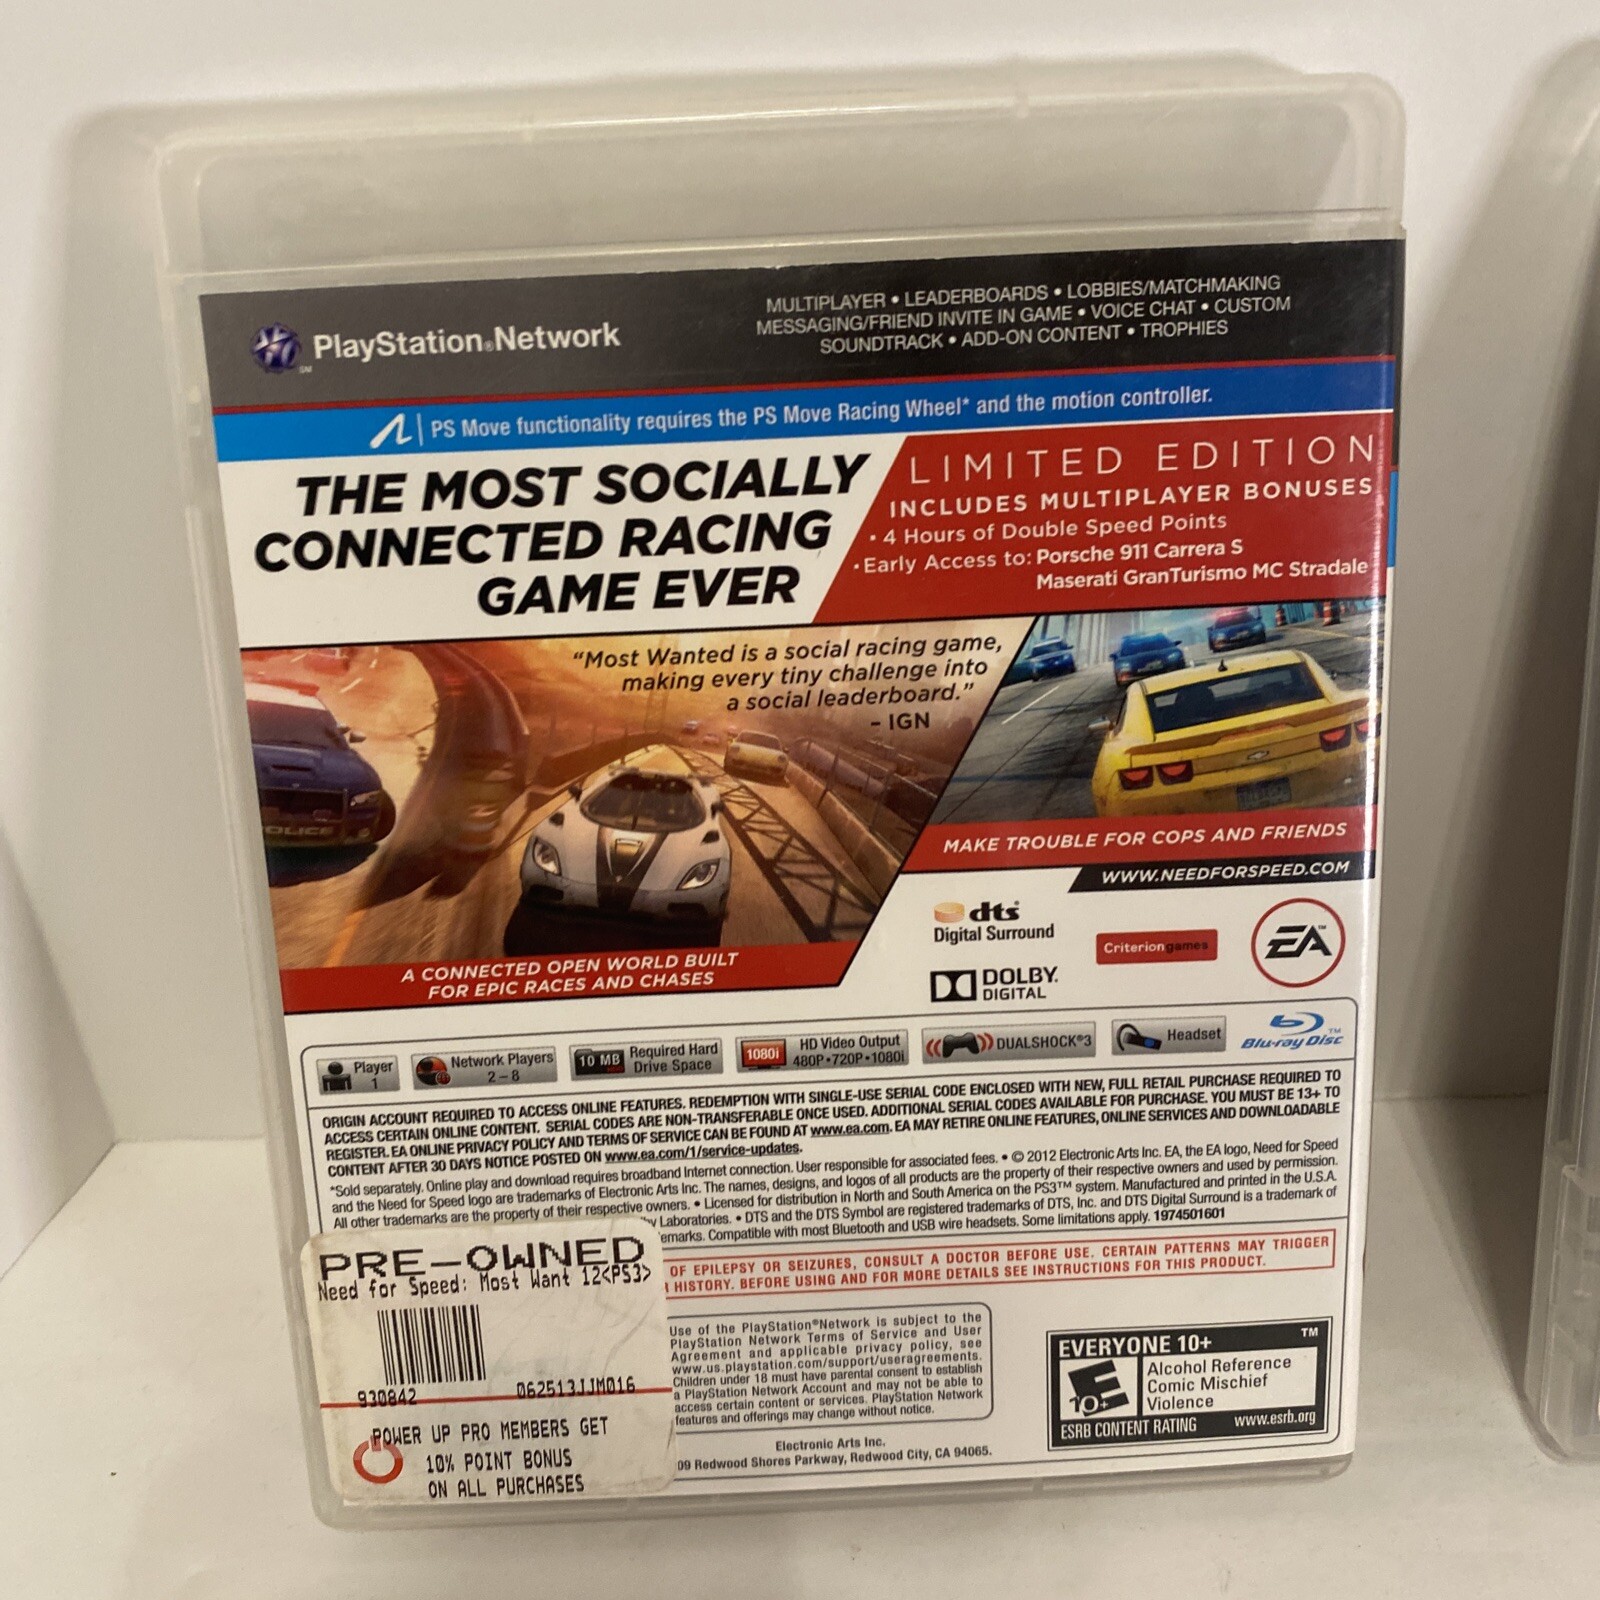 PlayStation®Network
SM
MULTIPLAYER • LEADERBOARDS • LOBBIES/MATCHMAKING
MESSAGING/FRIEND INVITE IN GAME • VOICE CHAT • CUSTOM
SOUNDTRACK • ADD-ON CONTENT • TROPHIES
PS Move functionality requires the PS Move Racing Wheel* and the motion controller.
THE MOST SOCIALLY
CONNECTED RACING
GAME EVER
LIMITED EDITION
INCLUDES MULTIPLAYER BONUSES
• 4 Hours of Double Speed Points
• Early Access to: Porsche 911 Carrera S
Maserati GranTurismo MC Stradale
"Most Wanted is a social racing game,
making every tiny challenge into
a social leaderboard."
– IGN
OLICE
A CONNECTED OPEN WORLD BUILT
FOR EPIC RACES AND CHASES
MAKE TROUBLE FOR COPS AND FRIENDS
WWW.NEEDFORSPEED.COM
dts
Digital Surround
DOLBY
DIGITAL
Criteriongames
EA™
Player
1
Network Players
2 – 8
10 MB
Required Hard
Drive Space
1080i
HD Video Output
480P•720P•1080i
DUALSHOCK®3
Headset
Blu-ray Disc™
ORIGIN ACCOUNT REQUIRED TO ACCESS ONLINE FEATURES. REDEMPTION WITH SINGLE-USE SERIAL CODE ENCLOSED WITH NEW, FULL RETAIL PURCHASE REQUIRED TO
ACCESS CERTAIN ONLINE CONTENT. SERIAL CODES ARE NON-TRANSFERABLE ONCE USED. ADDITIONAL SERIAL CODES AVAILABLE FOR PURCHASE. YOU MUST BE 13+ TO
REGISTER. EA ONLINE PRIVACY POLICY AND TERMS OF SERVICE CAN BE FOUND AT www.ea.com. EA MAY RETIRE ONLINE FEATURES, ONLINE SERVICES AND DOWNLOADABLE
CONTENT AFTER 30 DAYS NOTICE POSTED ON www.ea.com/1/service-updates.
*Sold separately. Online play and download requires broadband Internet connection. User responsible for associated fees. • © 2012 Electronic Arts Inc. EA, the EA logo, Need for Speed
and the Need for Speed logo are trademarks of Electronic Arts Inc. The names, designs, and logos of all products are the property of their respective owners and used by permission.
All other trademarks are the property of their respective owners. • Licensed for distribution in North and South America on the PS3™ system. Manufactured and printed in the U.S.A.
Laboratories. • DTS and the DTS Symbol are registered trademarks of DTS, Inc. and DTS Digital Surround is a trademark of
emarks. Compatible with most Bluetooth and USB wire headsets. Some limitations apply. 1974501601
OF EPILEPSY OR SEIZURES, CONSULT A DOCTOR BEFORE USE. CERTAIN PATTERNS MAY TRIGGER
HISTORY. BEFORE USING AND FOR MORE DETAILS SEE INSTRUCTIONS FOR THIS PRODUCT.
PRE-OWNED
Need for Speed: Most Want 12<PS3>
930842
062513JJM016
POWER UP PRO MEMBERS GET
10% POINT BONUS
ON ALL PURCHASES
Use of the PlayStation®Network is subject to the
PlayStation Network Terms of Service and User
Agreement and applicable privacy policy, see
www.us.playstation.com/support/useragreements.
Children under 18 must have parental consent to establish
a PlayStation Network Account and may not be able to
access certain content or services. PlayStation Network
features and offerings may change without notice.
Electronic Arts Inc.
09 Redwood Shores Parkway, Redwood City, CA 94065.
EVERYONE 10+
TM
E
10+
Alcohol Reference
Comic Mischief
Violence
ESRB CONTENT RATING
www.esrb.org